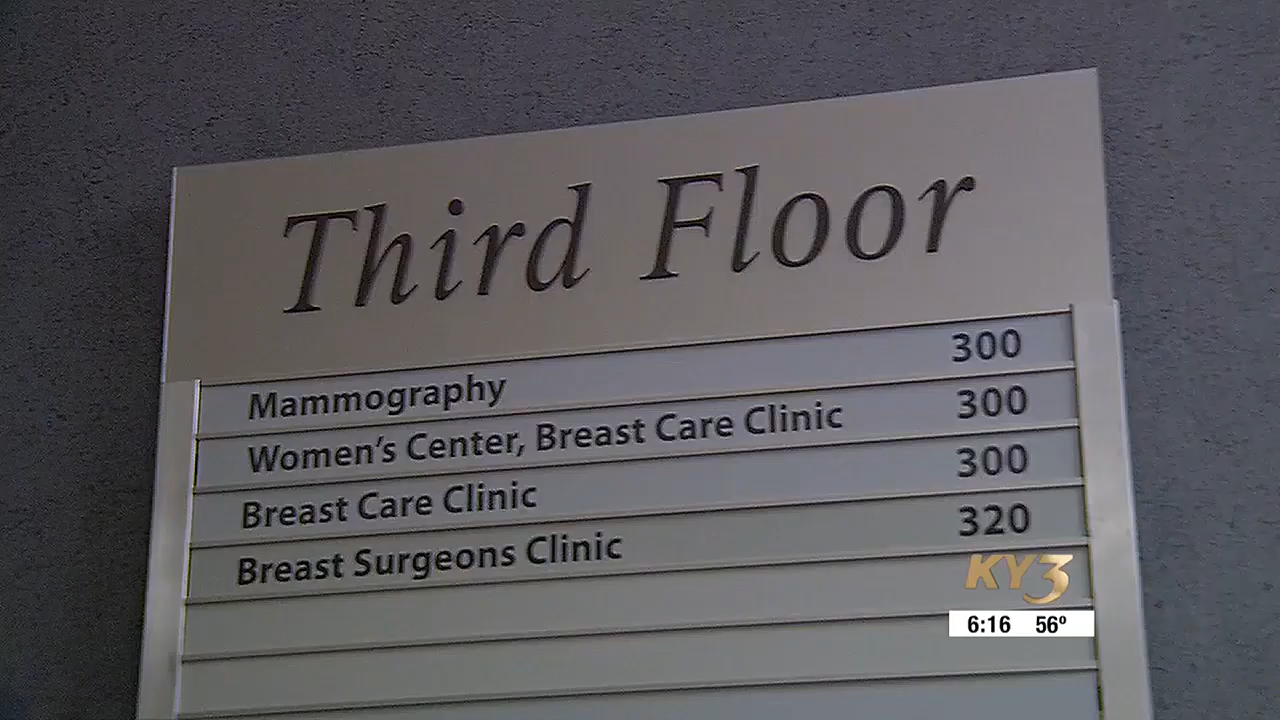 Third Floor
Mammography 300
Women's Center, Breast Care Clinic 300
Breast Care Clinic 300
Breast Surgeons Clinic 320
KY3
6:16 56º